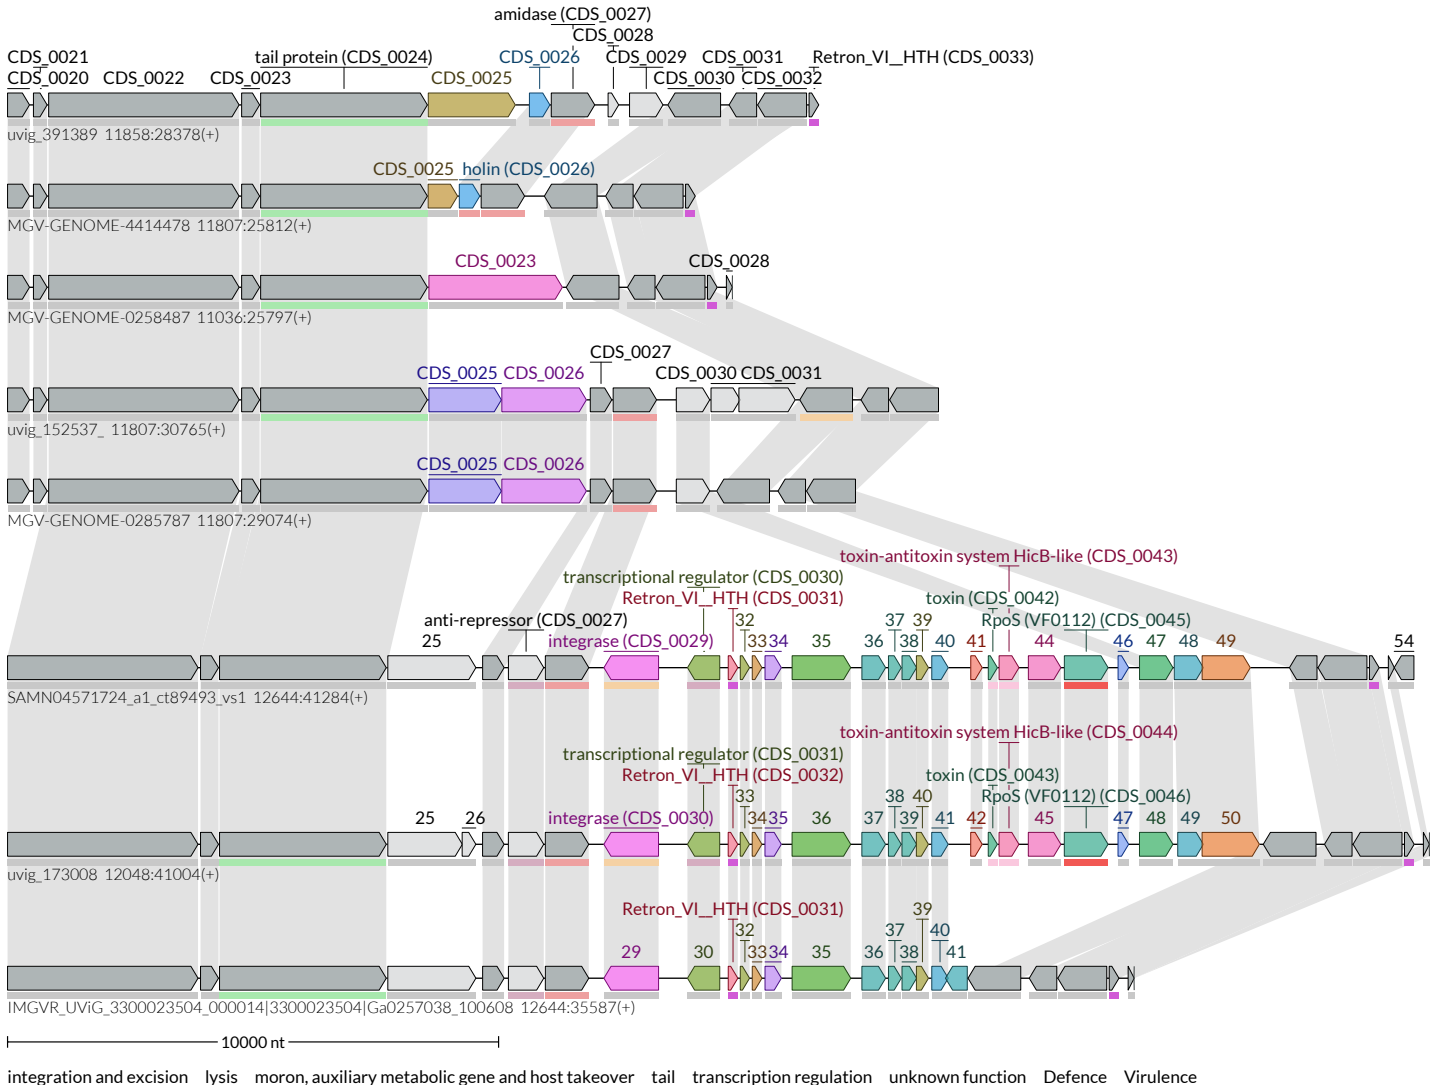 amidase (CDS_0027)
CDS_0028
CDS_0021 tail protein (CDS_0024) CDS_0026 CDS_0029 CDS_0031 Retron_VI__HTH (CDS_0033)
CDS_0020 CDS_0022 CDS_0023 CDS_0025 CDS_0030 CDS_0032
uvig_391389 11858:28378(+)
CDS_0025 holin (CDS_0026)
MGV-GENOME-4414478 11807:25812(+)
CDS_0023 CDS_0028
MGV-GENOME-0258487 11036:25797(+)
CDS_0027
CDS_0025 CDS_0026 CDS_0030 CDS_0031
uvig_152537_ 11807:30765(+)
CDS_0025 CDS_0026
MGV-GENOME-0285787 11807:29074(+)
toxin-antitoxin system HicB-like (CDS_0043)
transcriptional regulator (CDS_0030)
Retron_VI__HTH (CDS_0031) toxin (CDS_0042)
anti-repressor (CDS_0027) 32 37 39 RpoS (VF0112) (CDS_0045)
25 integrase (CDS_0029) 33 34 35 36 38 40 41 44 46 47 48 49 54
SAMN04571724_a1_ct89493_vs1 12644:41284(+)
toxin-antitoxin system HicB-like (CDS_0044)
transcriptional regulator (CDS_0031)
Retron_VI__HTH (CDS_0032) toxin (CDS_0043)
33 38 40 RpoS (VF0112) (CDS_0046)
25 26 integrase (CDS_0030) 34 35 36 37 39 41 42 45 47 48 49 50
uvig_173008 12048:41004(+)
Retron_VI__HTH (CDS_0031) 39
32 37 40
29 30 33 34 35 36 38 41
IMGVR_UViG_3300023504_000014|3300023504|Ga0257038_100608 12644:35587(+)
10000 nt
integration and excision lysis moron, auxiliary metabolic gene and host takeover tail transcription regulation unknown function Defence Virulence